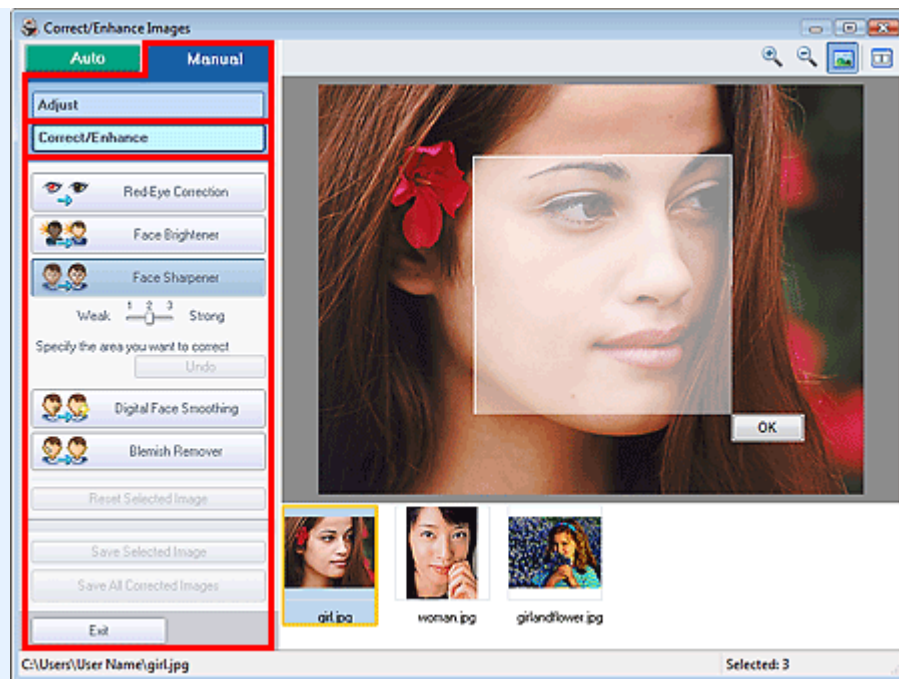 Correct/Enhance Images
Auto Manual
Adjust
Correct/Enhance
Red-Eye Correction
Face Brightener
Face Sharpener
1 2 3
Weak Strong
Specify the area you want to correct
Undo
Digital Face Smoothing
Blemish Remover
Reset Selected Image
Save Selected Image
Save All Corrected Images
Exit
OK
girl.jpg woman.jpg girlandflower.jpg
C:\Users\User Name\girl.jpg Selected: 3